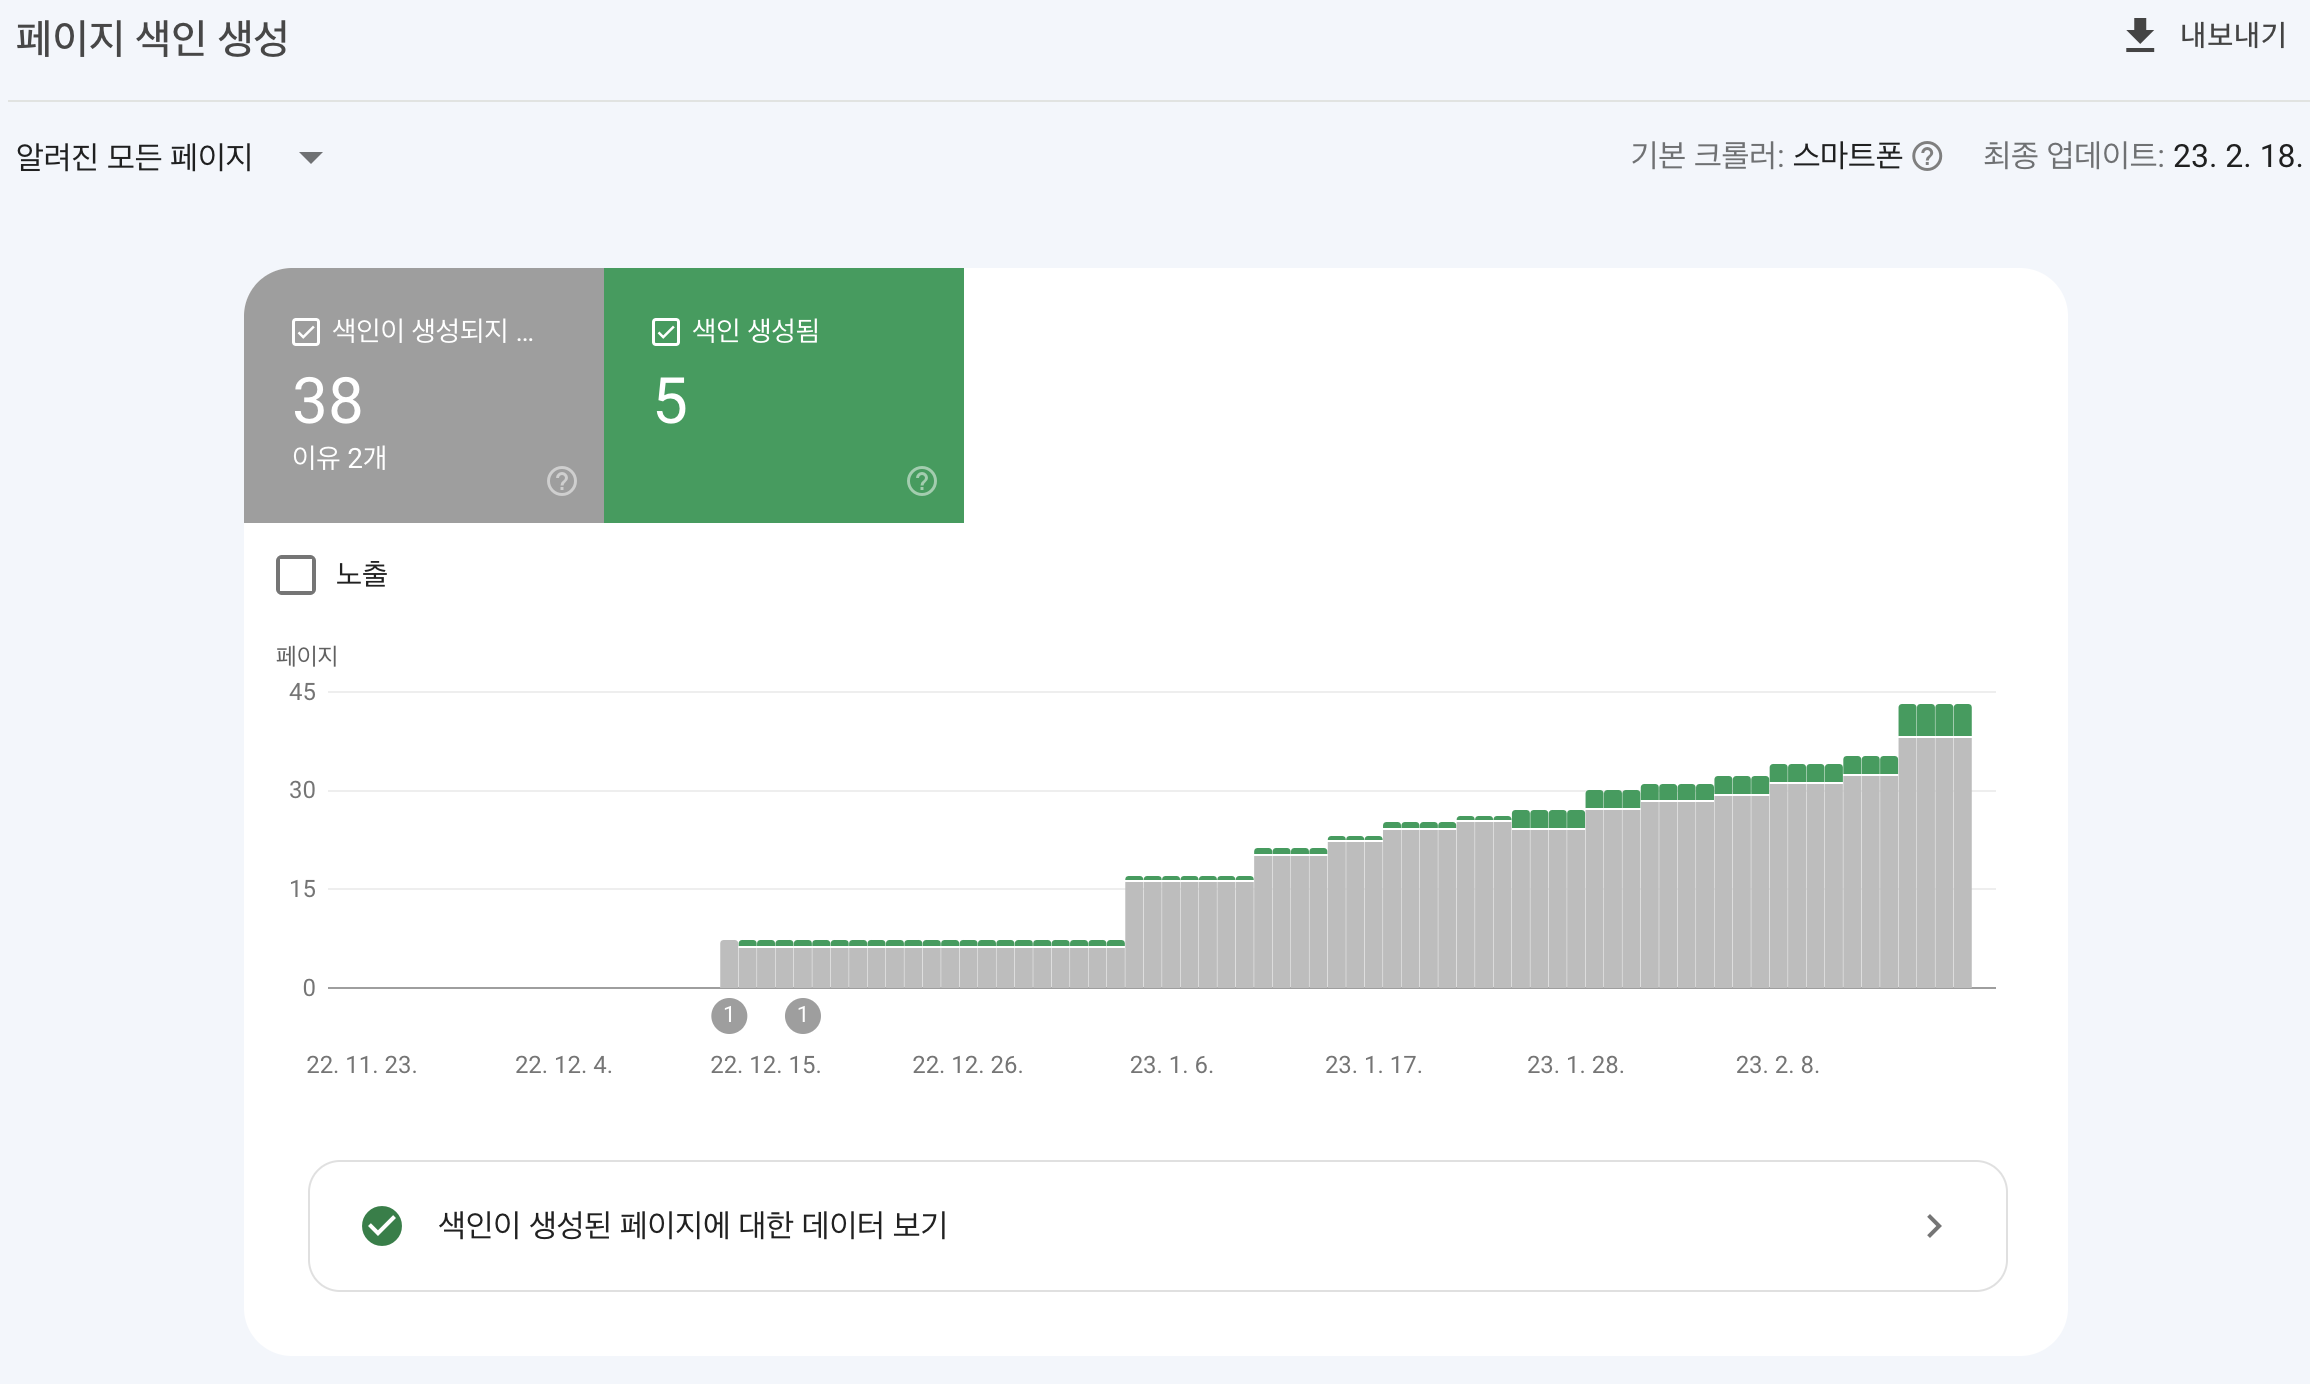 페이지 색인 생성
내보내기
알려진 모든 페이지
기본 크롤러: 스마트폰
최종 업데이트: 23. 2. 18.
색인이 생성되지 ...
38
이유 2개
색인 생성됨
5
노출
페이지
45
30
15
0
1
1
22. 11. 23.
22. 12. 4.
22. 12. 15.
22. 12. 26.
23. 1. 6.
23. 1. 17.
23. 1. 28.
23. 2. 8.
색인이 생성된 페이지에 대한 데이터 보기